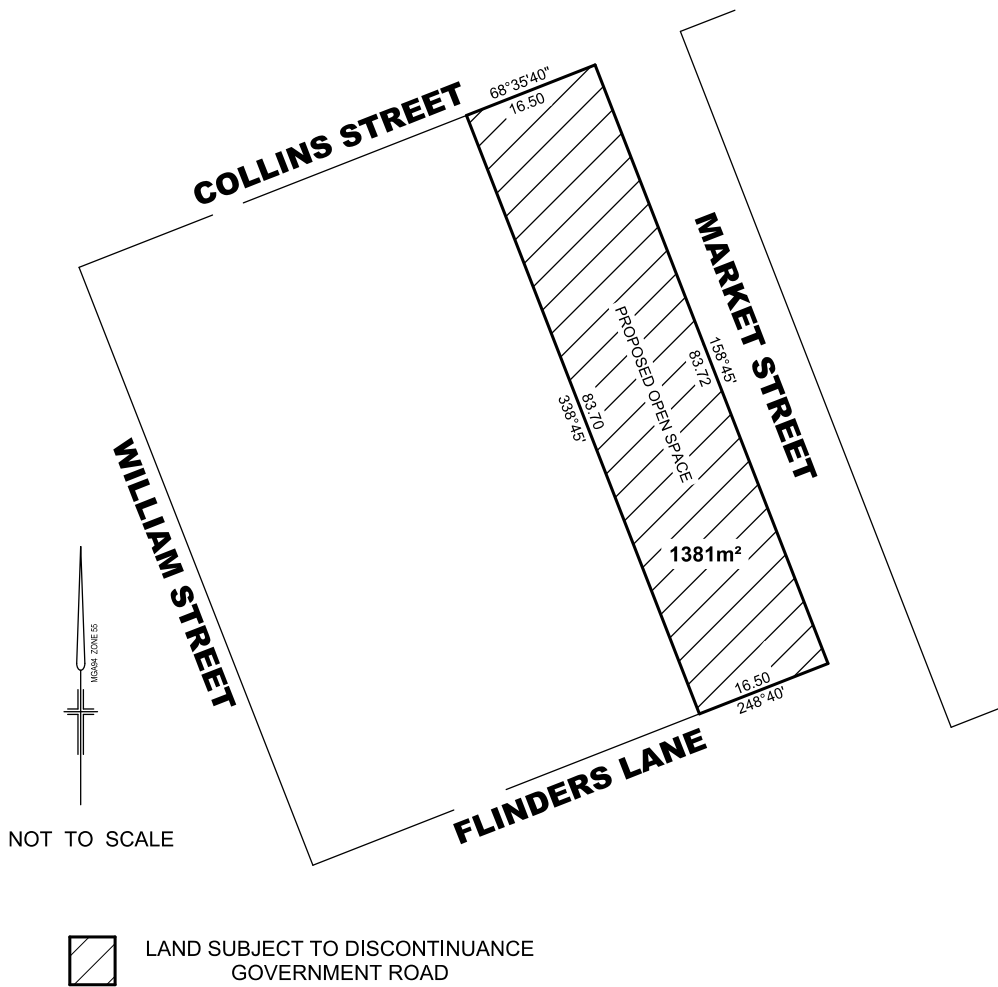 68°35'40"
16.50
COLLINS STREET
MARKET STREET
PROPOSED OPEN SPACE
158°45'
83.72
83.70
338°45'
WILLIAM STREET
1381m²
MGA94 ZONE 55
16.50
248°40'
FLINDERS LANE
NOT TO SCALE
LAND SUBJECT TO DISCONTINUANCE
GOVERNMENT ROAD